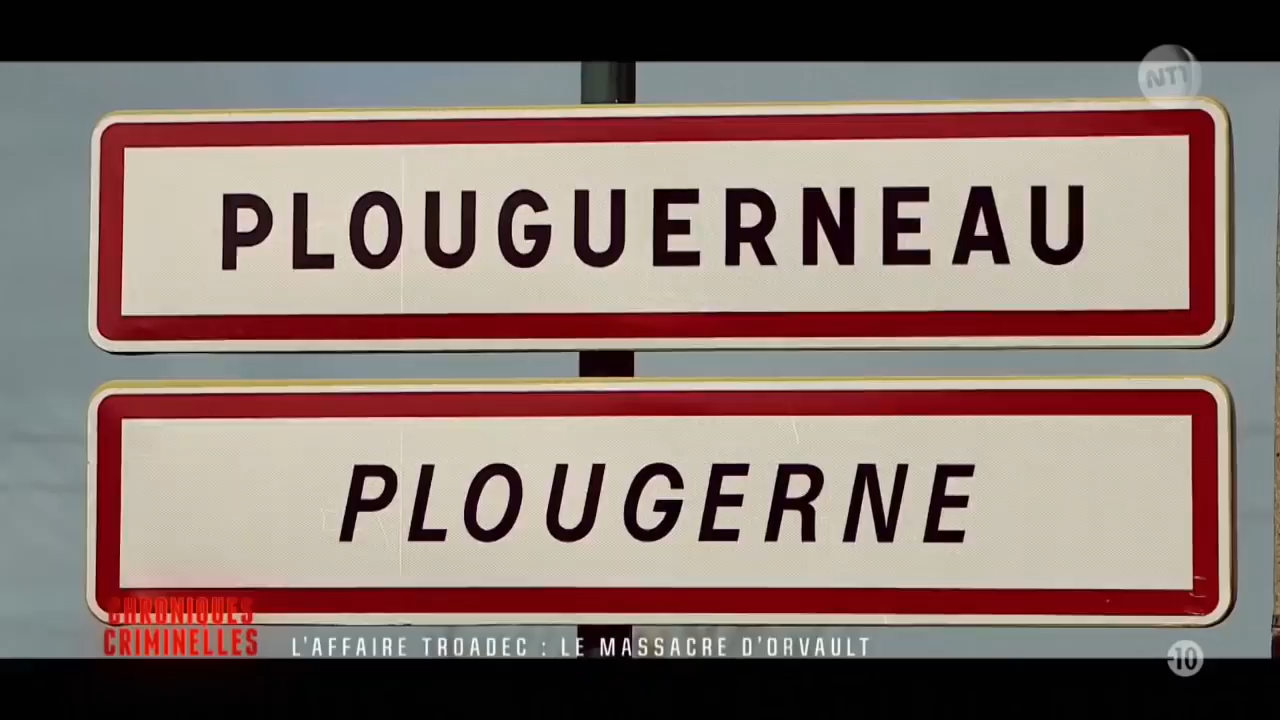 NT1
PLOUGUERNEAU
PLOUGERNE
CHRONIQUES
CRIMINELLES
L'AFFAIRE TROADEC : LE MASSACRE D'ORVAULT
-10